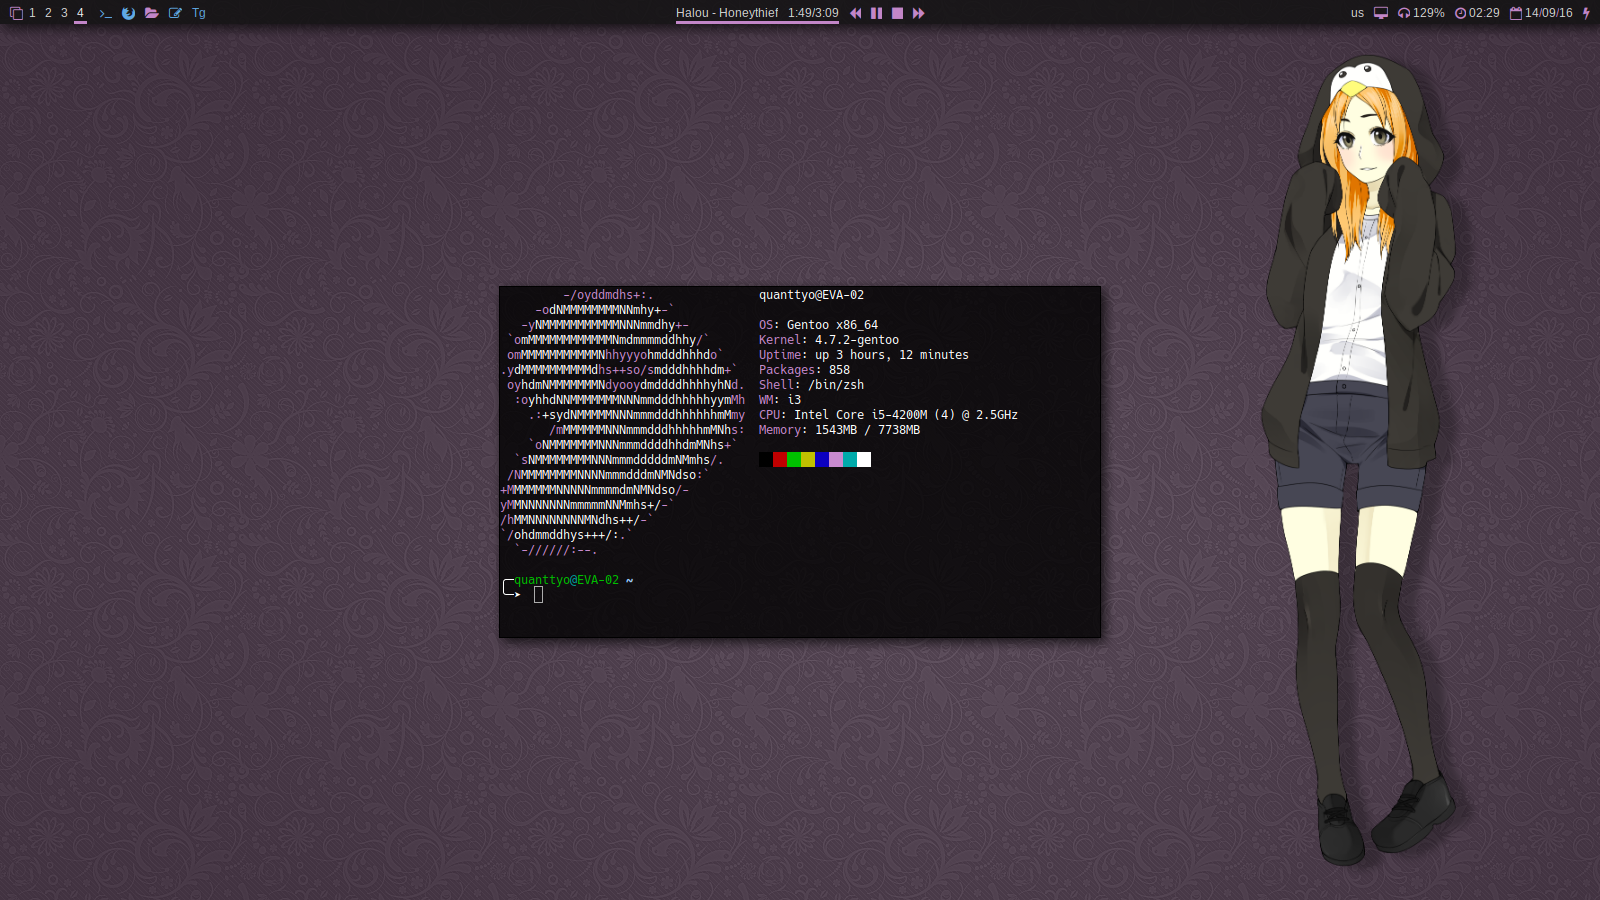 1 2 3 4 >_ Tg
Halou - Honeythief 1:49/3:09
us 129% 02:29 14/09/16
-/oyddmdhs+:.
-odNMMMMMMMMNNmhy+-`
-yNMMMMMMMMMMMNNNmmdhy+-
`omMMMMMMMMMMMMNmdmmmmddhhy/`
omMMMMMMMMMMMNhhyyyohmdddhhhdo`
.ydMMMMMMMMMMdhs++so/smdddhhhhdm+`
oyhdmNMMMMMMMNdyooydmddddhhhhyhNd.
:oyhhdNNMMMMMMMNNNmmdddhhhhhyymMh
.:+sydNMMMMMNNNmmmdddhhhhhhmMmy
/mMMMMMMNNNmmmdddhhhhhmMNhs:
`oNMMMMMMMNNNmmmddddhhdmMNhs+`
`sNMMMMMMMMNNNmmmdddddmNMmhs/.
/NMMMMMMMMNNNNmmmdddmNMNdso:`
+MMMMMMMNNNNNmmmmdmNMNdso/-
yMMNNNNNNNmmmmmNNMmhs+/-`
/hMMNNNNNNNNMNdhs++/-`
`/ohdmmddhys+++/:.`
`-//////:--.
quanttyo@EVA-02
OS: Gentoo x86_64
Kernel: 4.7.2-gentoo
Uptime: up 3 hours, 12 minutes
Packages: 858
Shell: /bin/zsh
WM: i3
CPU: Intel Core i5-4200M (4) @ 2.5GHz
Memory: 1543MB / 7738MB
╭─quanttyo@EVA-02 ~
╰─➤